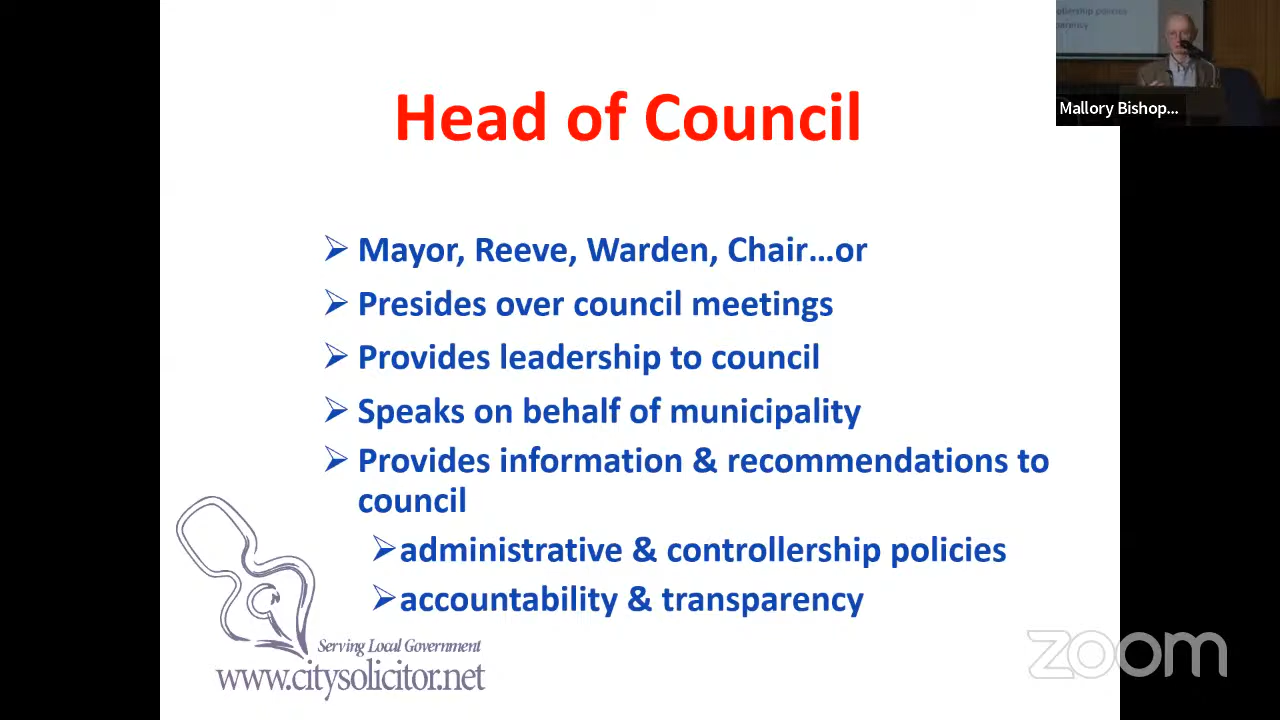 Head of Council
➢ Mayor, Reeve, Warden, Chair…or
➢ Presides over council meetings
➢ Provides leadership to council
➢ Speaks on behalf of municipality
➢ Provides information & recommendations to
council
➢administrative & controllership policies
➢accountability & transparency
Serving Local Government
www.citysolicitor.net
policies
Mallory Bishop...
zoom